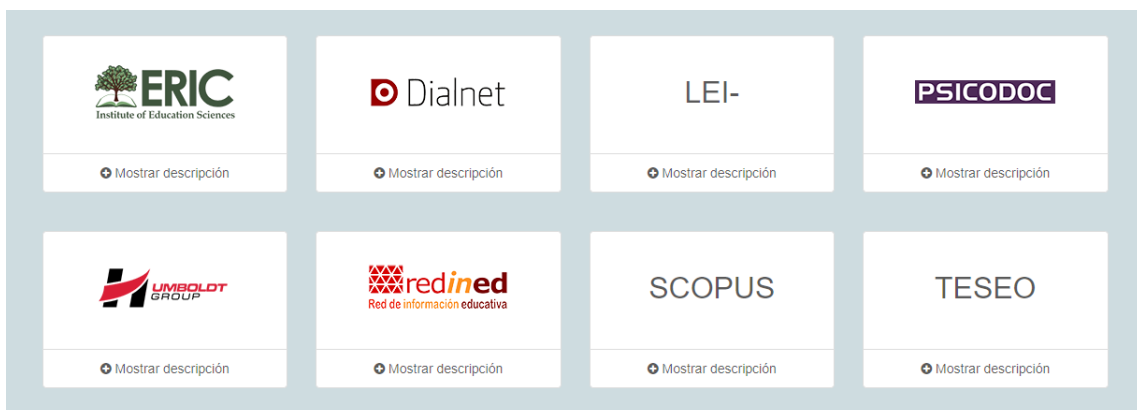 ERIC
Institute of Education Sciences
Dialnet
LEI-
PSICODOC
Mostrar descripción
Mostrar descripción
Mostrar descripción
Mostrar descripción
HUMBOLDT
GROUP
redined
Red de información educativa
SCOPUS
TESEO
Mostrar descripción
Mostrar descripción
Mostrar descripción
Mostrar descripción